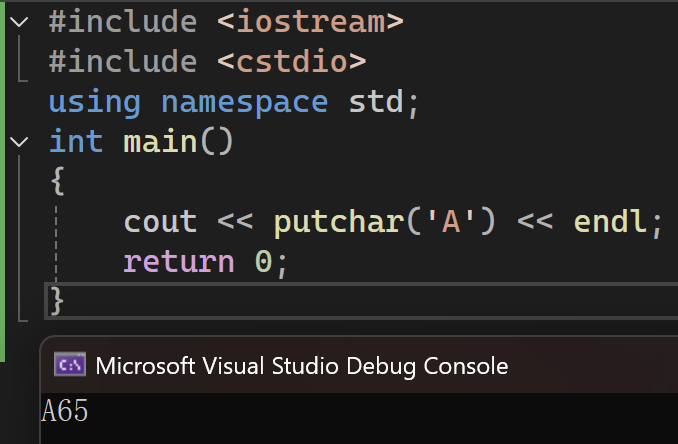 #include <iostream>
#include <cstdio>
using namespace std;
int main()
{
    cout << putchar('A') << endl;
    return 0;
}
C:\
Microsoft Visual Studio Debug Console
A65